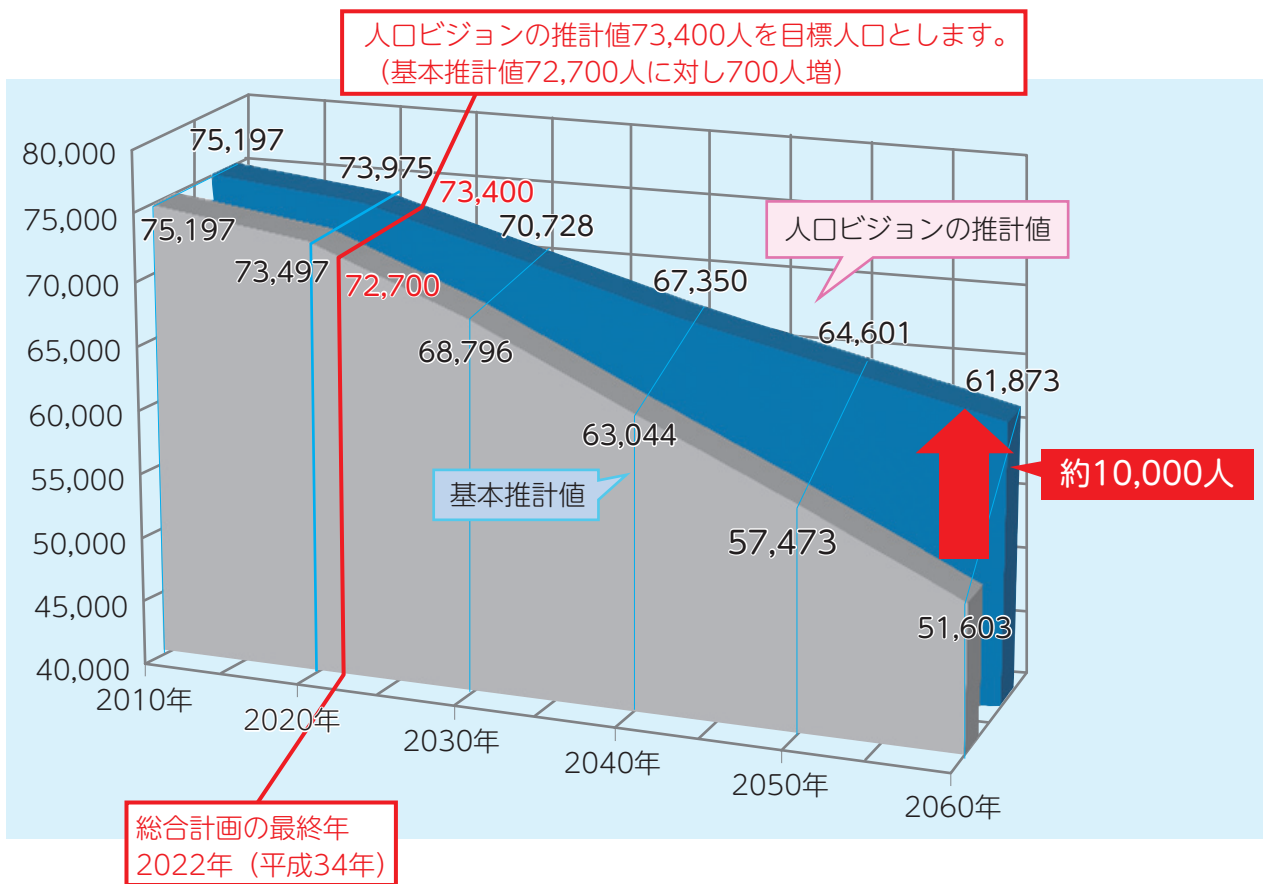 人口ビジョンの推計値73,400人を目標人口とします。
（基本推計値72,700人に対し700人増）
80,000
75,000
70,000
65,000
60,000
55,000
50,000
45,000
40,000
75,197
73,975
73,400
70,728
67,350
64,601
61,873
人口ビジョンの推計値
75,197
73,497
72,700
68,796
63,044
57,473
51,603
基本推計値
約10,000人
2010年
2020年
2030年
2040年
2050年
2060年
総合計画の最終年
2022年（平成34年）